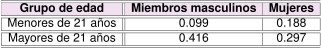 Grupo de edad Miembros masculinos Mujeres
Menores de 21 años 0.099 0.188
Mayores de 21 años 0.416 0.297